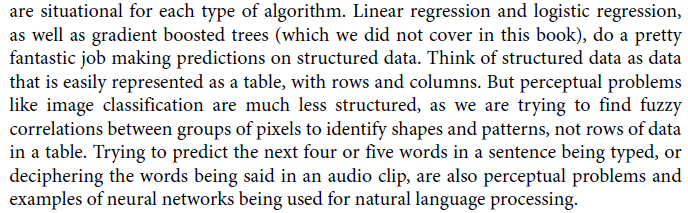 are situational for each type of algorithm. Linear regression and logistic regression,
as well as gradient boosted trees (which we did not cover in this book), do a pretty
fantastic job making predictions on structured data. Think of structured data as data
that is easily represented as a table, with rows and columns. But perceptual problems
like image classification are much less structured, as we are trying to find fuzzy
correlations between groups of pixels to identify shapes and patterns, not rows of data
in a table. Trying to predict the next four or five words in a sentence being typed, or
deciphering the words being said in an audio clip, are also perceptual problems and
examples of neural networks being used for natural language processing.